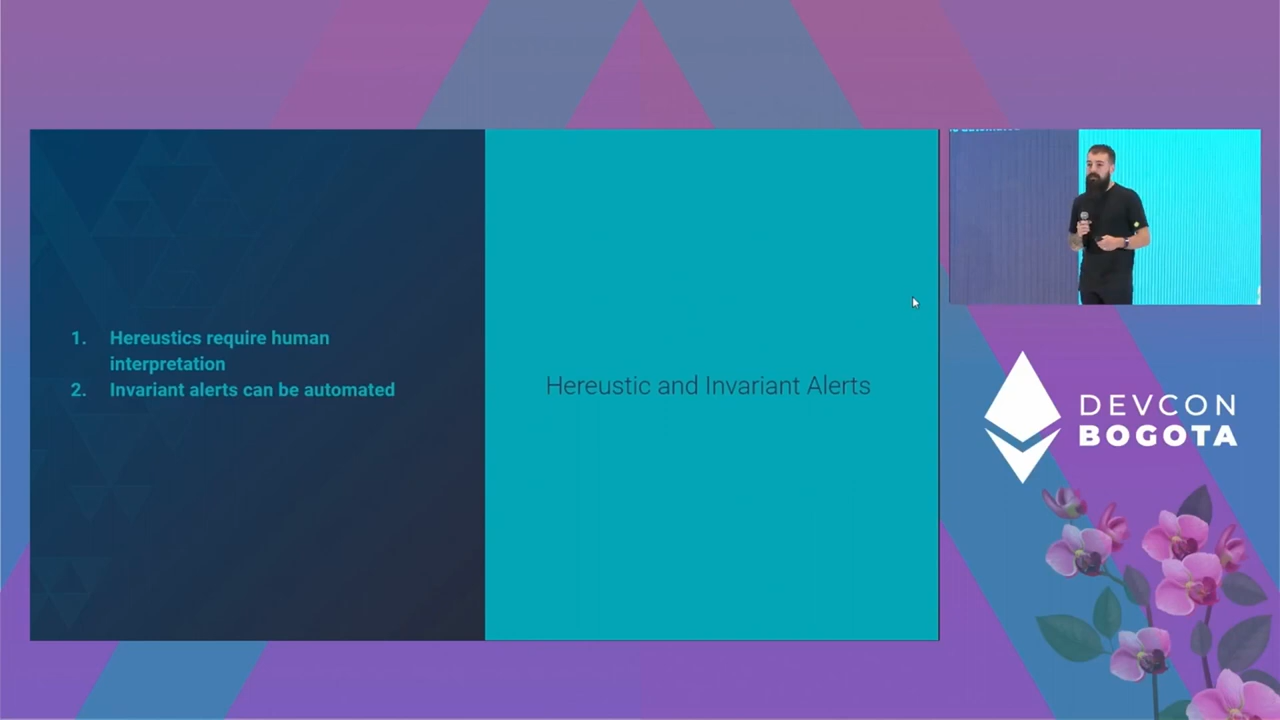 1. Hereustics require human
interpretation
2. Invariant alerts can be automated
Hereustic and Invariant Alerts
DEVCON
BOGOTA